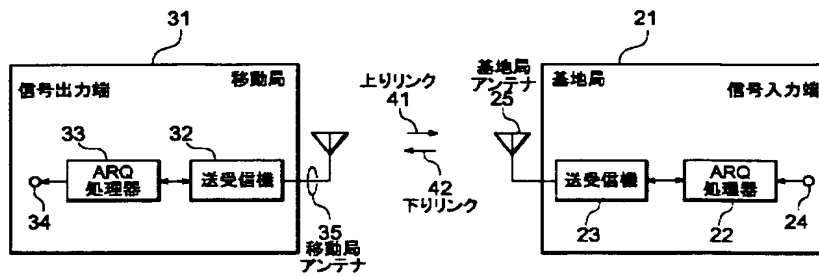 31
信号出力端
移動局
33
32
ARQ
処理器
送受信機
34
35
移動局
アンテナ
上りリンク
41
42
下りリンク
基地局
アンテナ
25
21
基地局
信号入力端
送受信機
ARQ
処理器
23
22
24